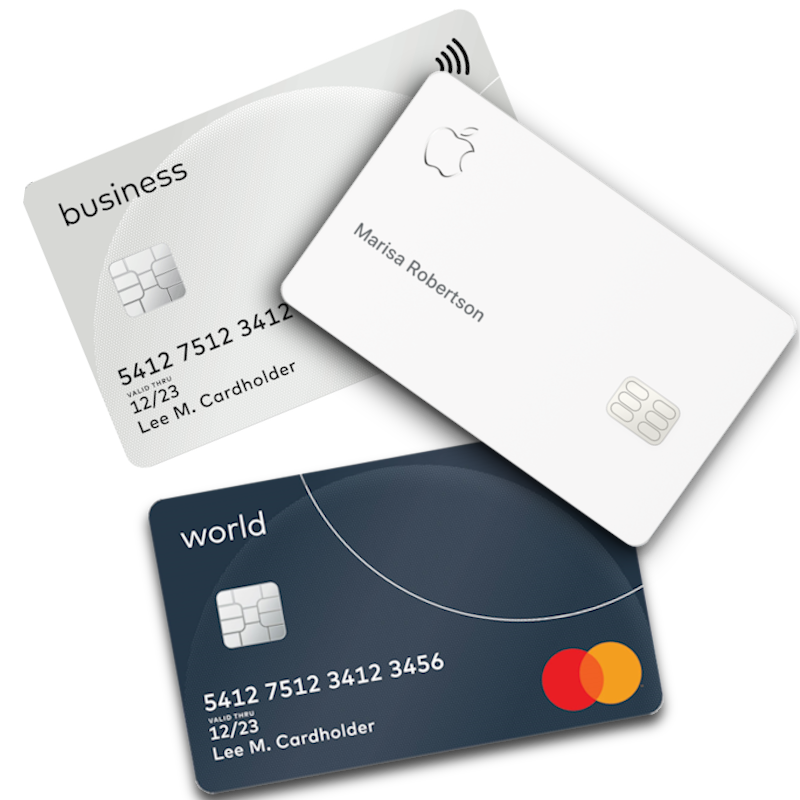 business
5412 7512 3412
VALID THRU
12/23
Lee M. Cardholder
Marisa Robertson
world
5412 7512 3412 3456
VALID THRU
12/23
Lee M. Cardholder